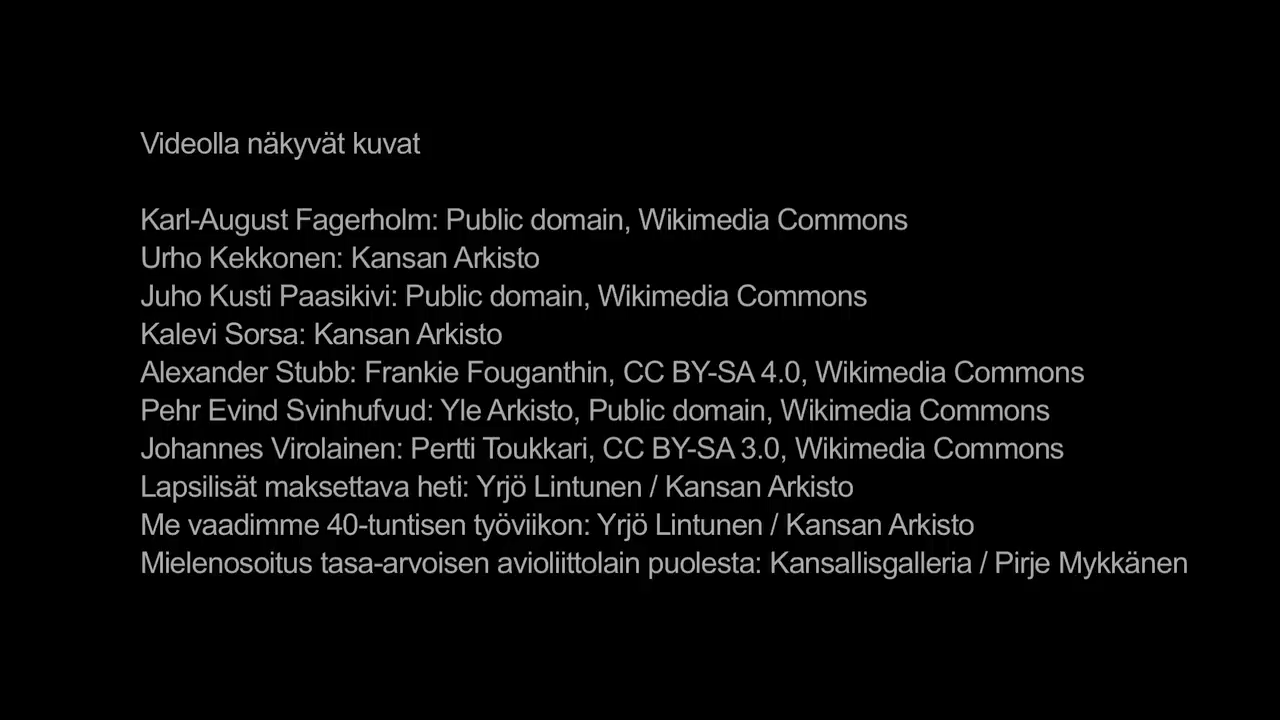 Videolla näkyvät kuvat
Karl-August Fagerholm: Public domain, Wikimedia Commons
Urho Kekkonen: Kansan Arkisto
Juho Kusti Paasikivi: Public domain, Wikimedia Commons
Kalevi Sorsa: Kansan Arkisto
Alexander Stubb: Frankie Fouganthin, CC BY-SA 4.0, Wikimedia Commons
Pehr Evind Svinhufvud: Yle Arkisto, Public domain, Wikimedia Commons
Johannes Virolainen: Pertti Toukkari, CC BY-SA 3.0, Wikimedia Commons
Lapsilisät maksettava heti: Yrjö Lintunen / Kansan Arkisto
Me vaadimme 40-tuntisen työviikon: Yrjö Lintunen / Kansan Arkisto
Mielenosoitus tasa-arvoisen avioliittolain puolesta: Kansallisgalleria / Pirje Mykkänen